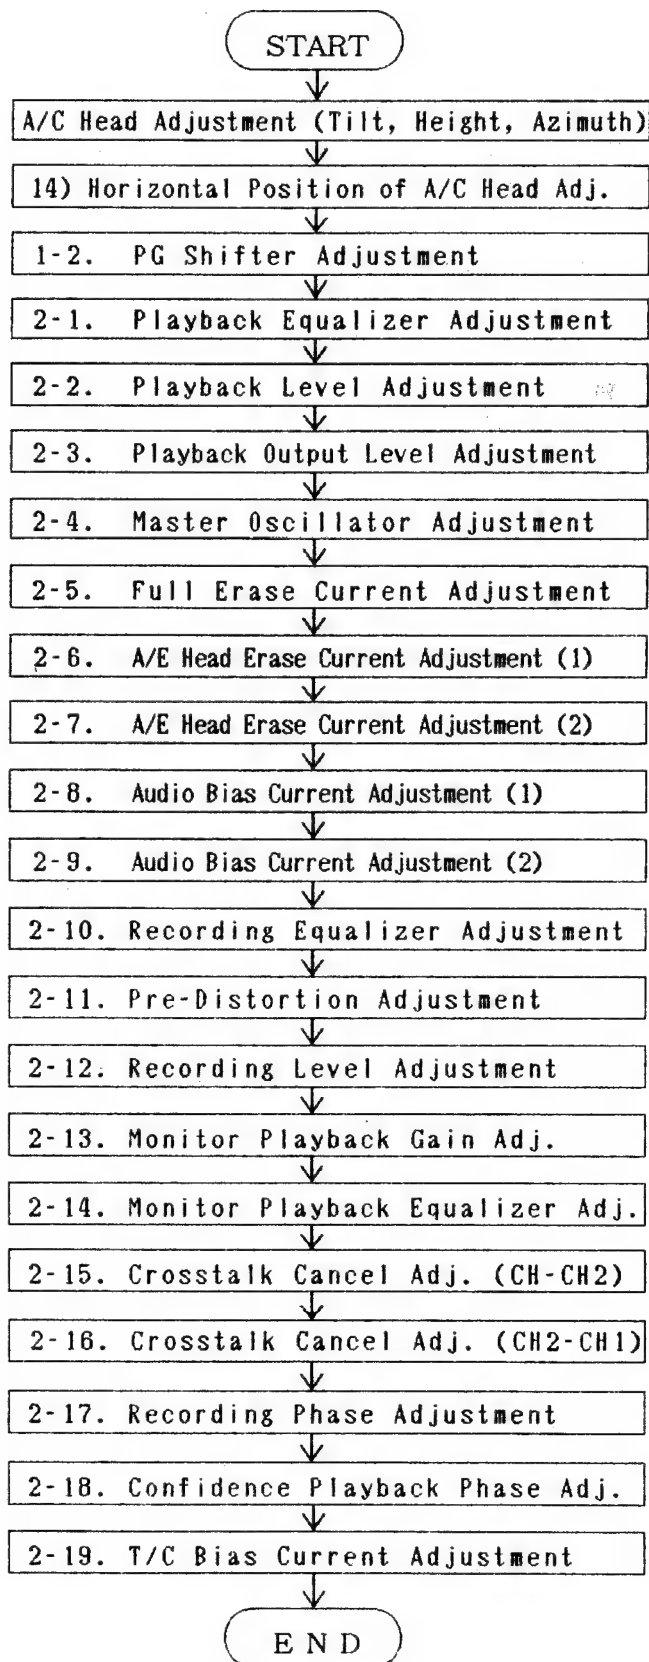 START
A/C Head Adjustment (Tilt, Height, Azimuth)
14) Horizontal Position of A/C Head Adj.
1-2. PG Shifter Adjustment
2-1. Playback Equalizer Adjustment
2-2. Playback Level Adjustment
2-3. Playback Output Level Adjustment
2-4. Master Oscillator Adjustment
2-5. Full Erase Current Adjustment
2-6. A/E Head Erase Current Adjustment (1)
2-7. A/E Head Erase Current Adjustment (2)
2-8. Audio Bias Current Adjustment (1)
2-9. Audio Bias Current Adjustment (2)
2-10. Recording Equalizer Adjustment
2-11. Pre-Distortion Adjustment
2-12. Recording Level Adjustment
2-13. Monitor Playback Gain Adj.
2-14. Monitor Playback Equalizer Adj.
2-15. Crosstalk Cancel Adj. (CH-CH2)
2-16. Crosstalk Cancel Adj. (CH2-CH1)
2-17. Recording Phase Adjustment
2-18. Confidence Playback Phase Adj.
2-19. T/C Bias Current Adjustment
END